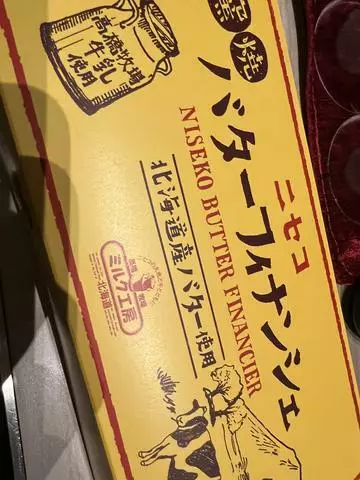 窯焼
ニセコ
バターフィナンシェ
NISEKO BUTTER FINANCIER
北海道産バター使用
高橋牧場
牛乳
使用
ミルク工房
北海道